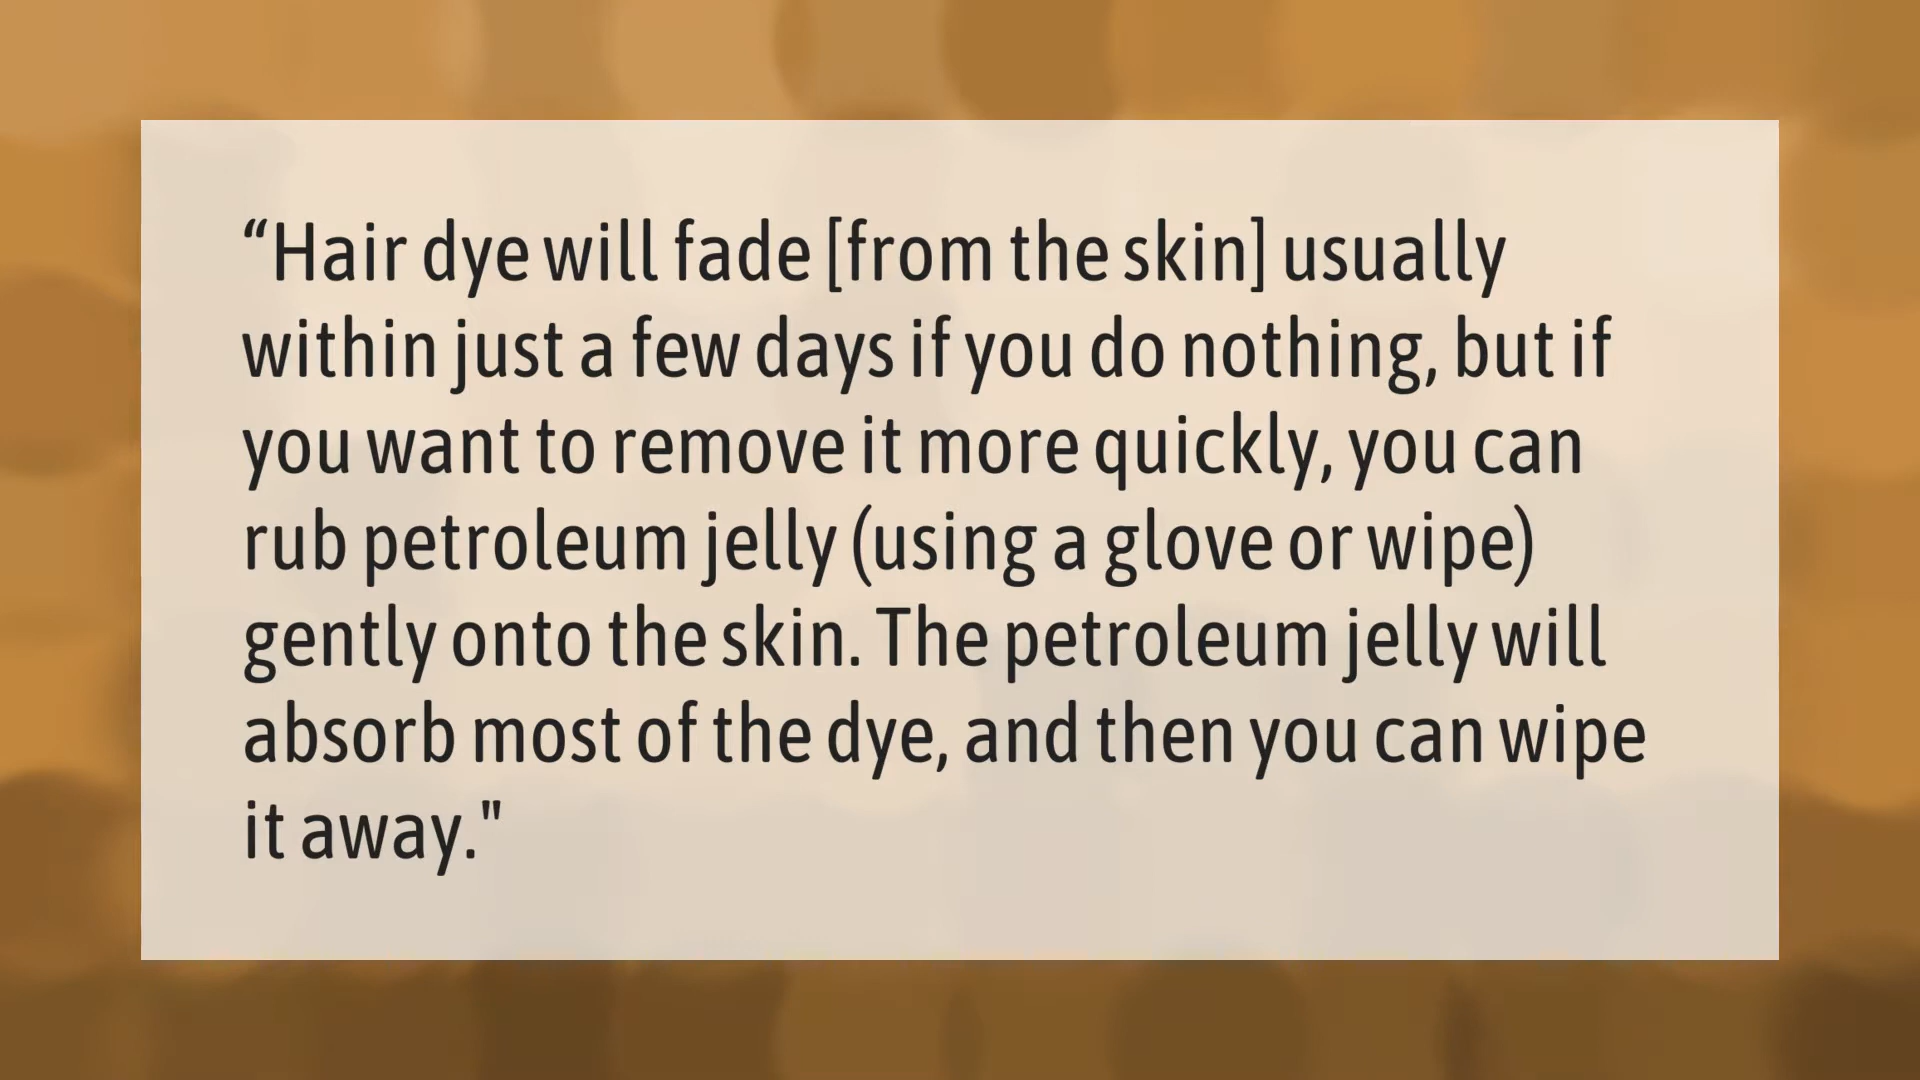 “Hair dye will fade [from the skin] usually
within just a few days if you do nothing, but if
you want to remove it more quickly, you can
rub petroleum jelly (using a glove or wipe)
gently onto the skin. The petroleum jelly will
absorb most of the dye, and then you can wipe
it away."